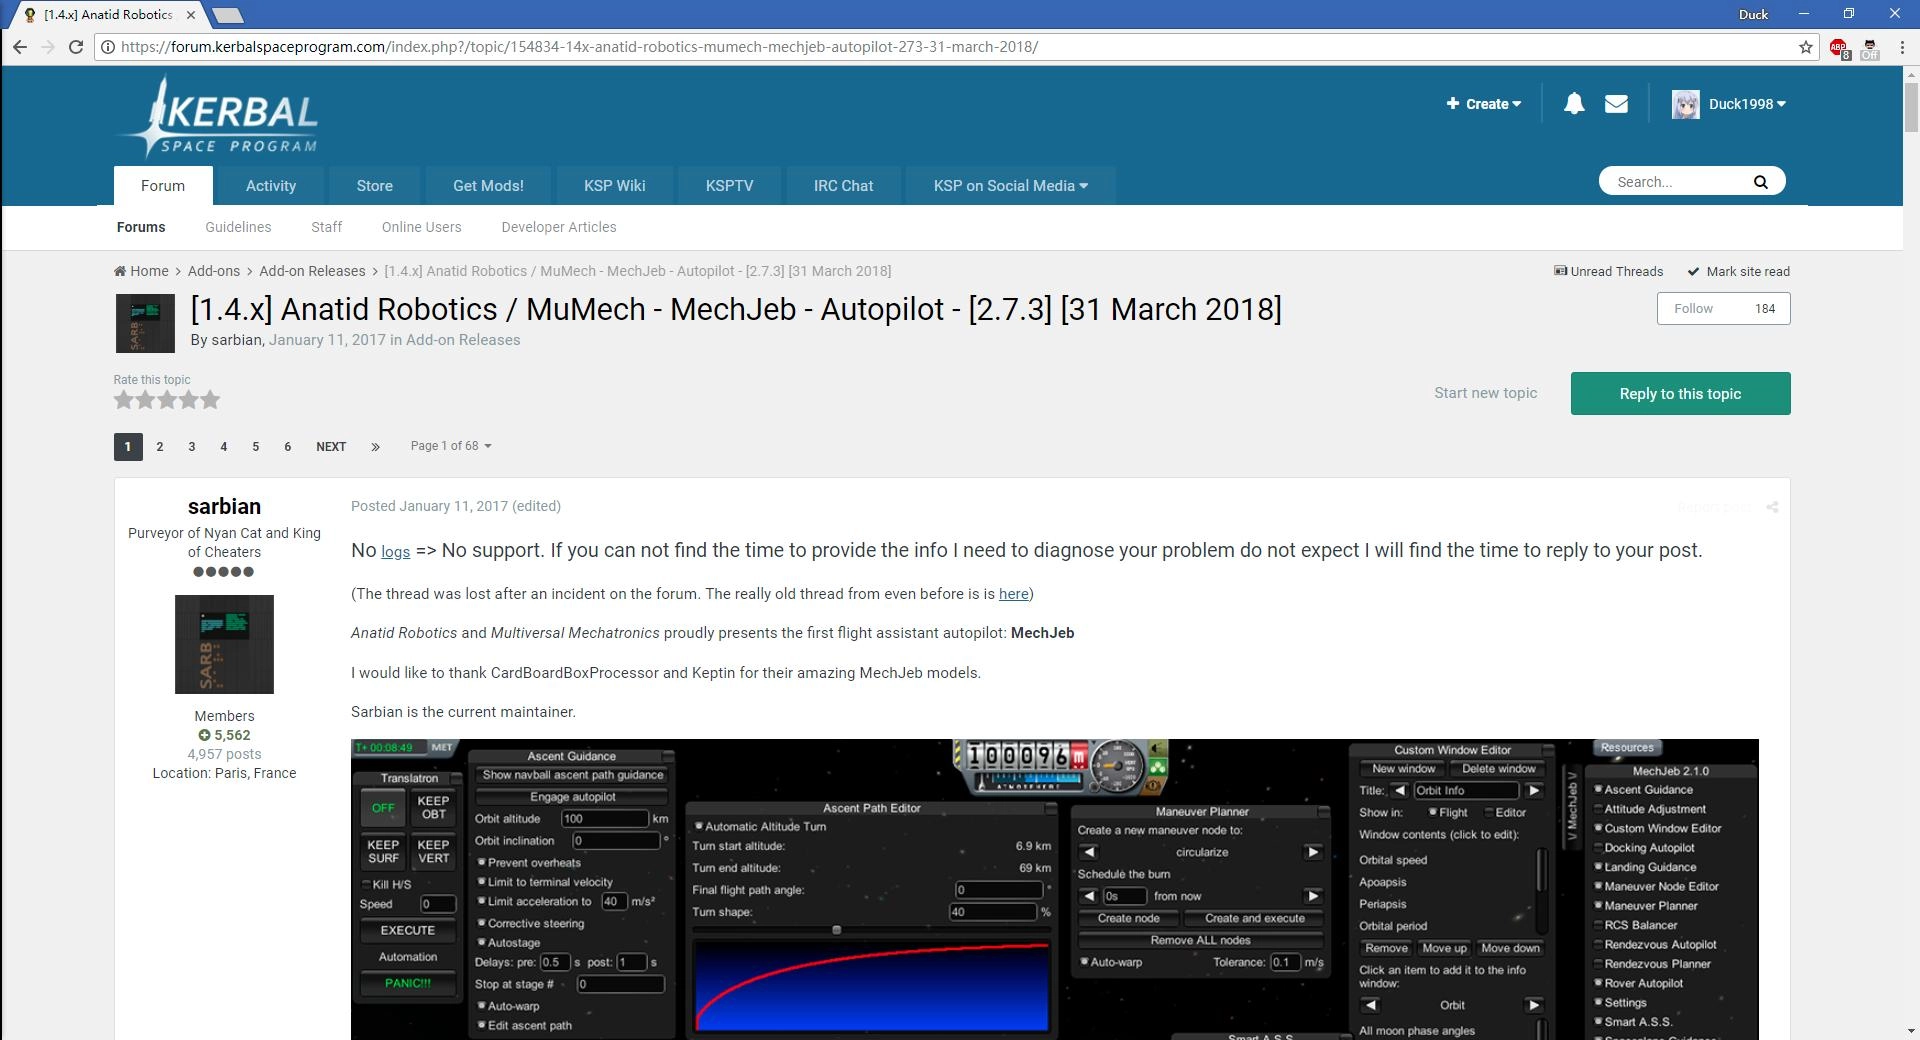 [1.4.x] Anatid Robotics
Duck
https://forum.kerbalspaceprogram.com/index.php?/topic/154834-14x-anatid-robotics-mumech-mechjeb-autopilot-273-31-march-2018/
ABP
8
Off
KERBAL
SPACE PROGRAM
Create
Duck1998
Forum
Activity
Store
Get Mods!
KSP Wiki
KSPTV
IRC Chat
KSP on Social Media
Search...
Forums
Guidelines
Staff
Online Users
Developer Articles
Home > Add-ons > Add-on Releases > [1.4.x] Anatid Robotics / MuMech - MechJeb - Autopilot - [2.7.3] [31 March 2018]
Unread Threads
Mark site read
[1.4.x] Anatid Robotics / MuMech - MechJeb - Autopilot - [2.7.3] [31 March 2018]
Follow 184
By sarbian, January 11, 2017 in Add-on Releases
SARB
Rate this topic
Start new topic
Reply to this topic
1 2 3 4 5 6 NEXT » Page 1 of 68
sarbian
Purveyor of Nyan Cat and King
of Cheaters
SARB
Members
5,562
4,957 posts
Location: Paris, France
Posted January 11, 2017 (edited)
Report post
No logs => No support. If you can not find the time to provide the info I need to diagnose your problem do not expect I will find the time to reply to your post.
(The thread was lost after an incident on the forum. The really old thread from even before is is here)
Anatid Robotics and Multiversal Mechatronics proudly presents the first flight assistant autopilot: MechJeb
I would like to thank CardBoardBoxProcessor and Keptin for their amazing MechJeb models.
Sarbian is the current maintainer.
T+ 00:08:49 MET
Translatron
OFF
KEEP OBT
KEEP SURF
KEEP VERT
Kill H/S
Speed 0
EXECUTE
Automation
PANIC!!!
Ascent Guidance
Show navball ascent path guidance
Engage autopilot
Orbit altitude 100 km
Orbit inclination 0 °
Prevent overheats
Limit to terminal velocity
Limit acceleration to 40 m/s²
Corrective steering
Autostage
Delays: pre: 0.5 s post: 1 s
Stop at stage # 0
Auto-warp
Edit ascent path
Ascent Path Editor
Automatic Altitude Turn
Turn start altitude: 6.9 km
Turn end altitude: 69 km
Final flight path angle: 0 °
Turn shape: 40 %
100096 m
ATMOSPHERE
Maneuver Planner
Create a new maneuver node to:
circularize
Schedule the burn
0s from now
Create node
Create and execute
Remove ALL nodes
Auto-warp Tolerance: 0.1 m/s
Smart A.S.S.
Custom Window Editor
New window
Delete window
Title: Orbit Info
Show in: Flight Editor
Window contents (click to edit):
Orbital speed
Apoapsis
Periapsis
Orbital period
Remove Move up Move down
Click an item to add it to the info
window:
Orbit
All moon phase angles
V MechJeb V
Resources
MechJeb 2.1.0
Ascent Guidance
Attitude Adjustment
Custom Window Editor
Docking Autopilot
Landing Guidance
Maneuver Node Editor
Maneuver Planner
RCS Balancer
Rendezvous Autopilot
Rendezvous Planner
Rover Autopilot
Settings
Smart A.S.S.
Spaceplane Guidance